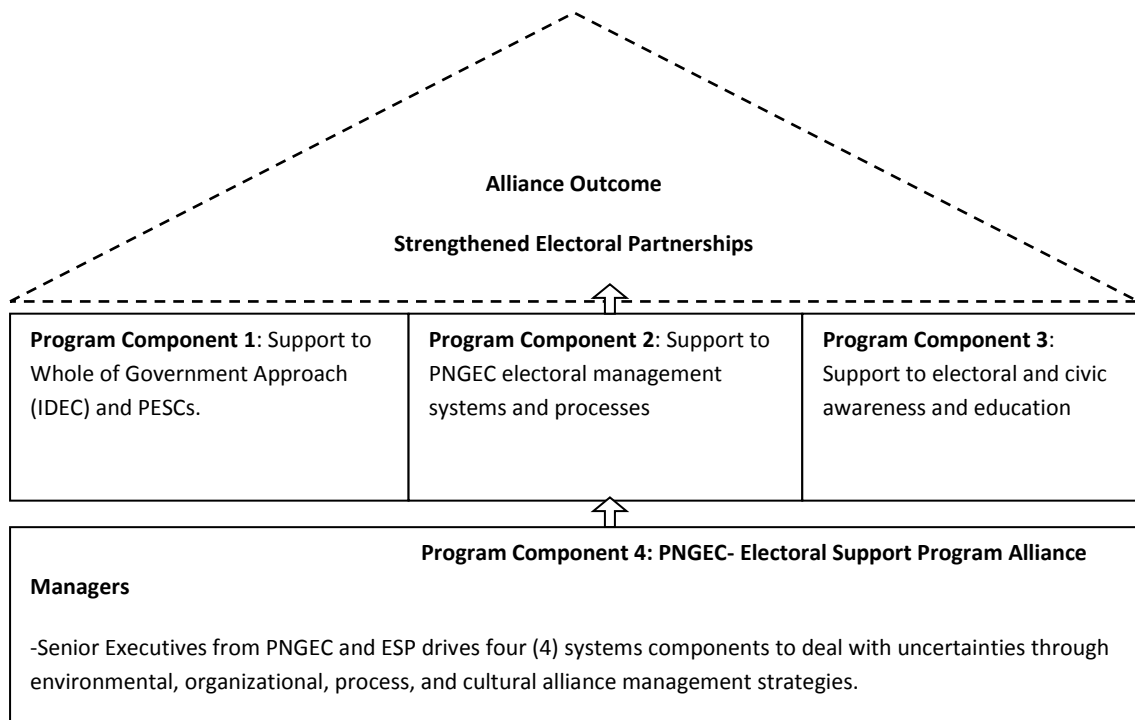 Alliance Outcome
Strengthened Electoral Partnerships
Program Component 1: Support to
Whole of Government Approach
(IDEC) and PESCs.
Program Component 2: Support to
PNGEC electoral management
systems and processes
Program Component 3:
Support to electoral and civic
awareness and education
Program Component 4: PNGEC- Electoral Support Program Alliance
Managers
-Senior Executives from PNGEC and ESP drives four (4) systems components to deal with uncertainties through
environmental, organizational, process, and cultural alliance management strategies.